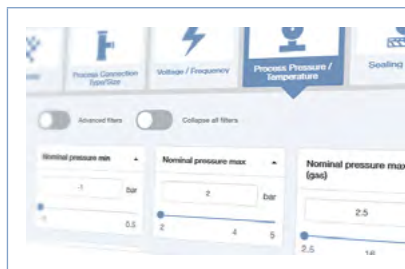 Process Connection
Type/Size
Voltage / Frequency
Process Pressure /
Temperature
Sealing
Advanced filters
Collapse all filters
Nominal pressure min
-1
bar
-1
0.5
Nominal pressure max
2
bar
2
4
5
Nominal pressure max
(gas)
2.5
2.5
16